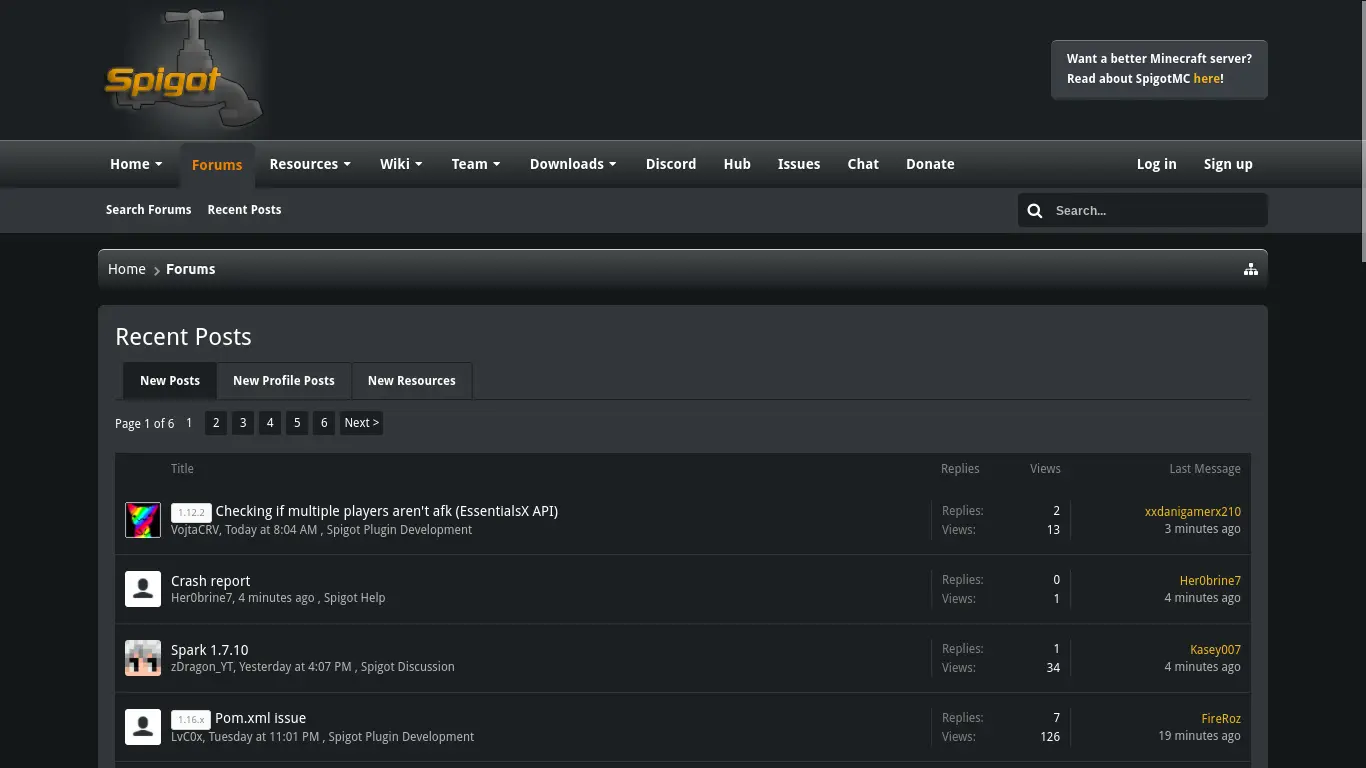 Spigot
Want a better Minecraft server?
Read about SpigotMC here!
Home Forums Resources Wiki Team Downloads Discord Hub Issues Chat Donate Log in Sign up
Search Forums Recent Posts Search...
Home Forums
Recent Posts
New Posts New Profile Posts New Resources
Page 1 of 6 1 2 3 4 5 6 Next >
Title Replies Views Last Message
1.12.2 Checking if multiple players aren't afk (EssentialsX API) Replies: 2 xxdanigamerx210
VojtaCRV, Today at 8:04 AM , Spigot Plugin Development Views: 13 3 minutes ago
Crash report Replies: 0 Her0brine7
Her0brine7, 4 minutes ago , Spigot Help Views: 1 4 minutes ago
Spark 1.7.10 Replies: 1 Kasey007
zDragon_YT, Yesterday at 4:07 PM , Spigot Discussion Views: 34 4 minutes ago
1.16.x Pom.xml issue Replies: 7 FireRoz
LvC0x, Tuesday at 11:01 PM , Spigot Plugin Development Views: 126 19 minutes ago